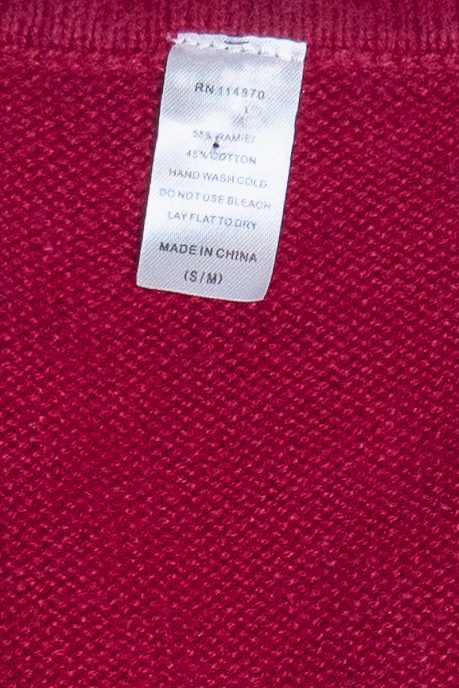 RN 114970
55% RAMIE/
45% COTTON
HAND WASH COLD
DO NOT USE BLEACH
LAY FLAT TO DRY
MADE IN CHINA
(S/M)